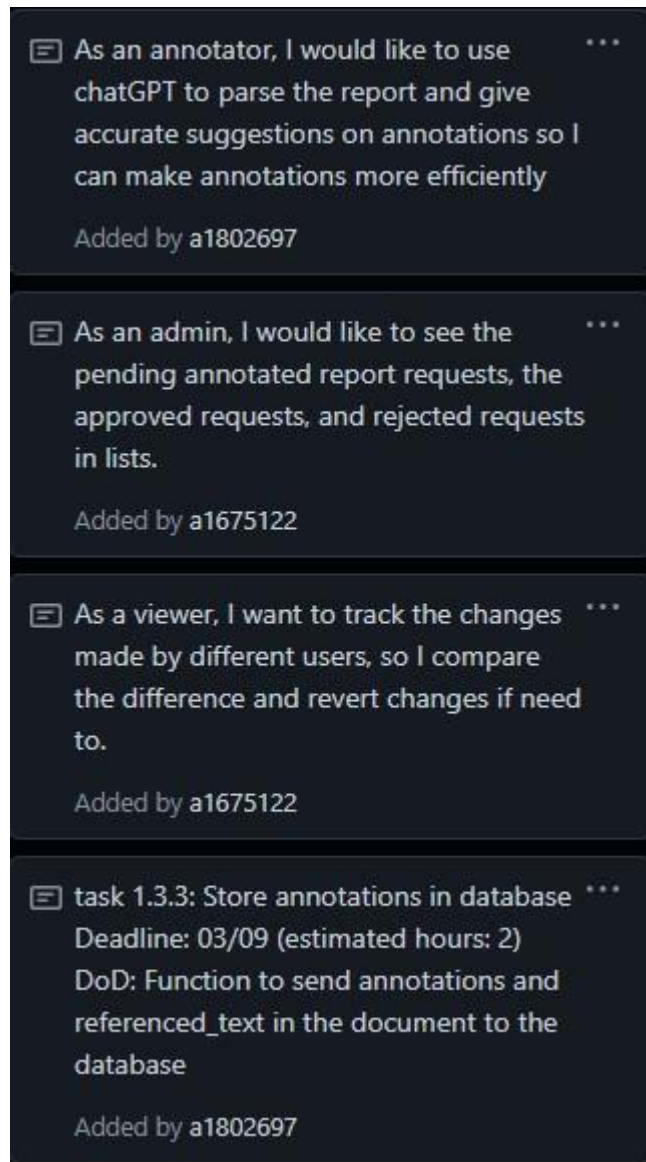 As an annotator, I would like to use
chatGPT to parse the report and give
accurate suggestions on annotations so I
can make annotations more efficiently
Added by a1802697
As an admin, I would like to see the
pending annotated report requests, the
approved requests, and rejected requests
in lists.
Added by a1675122
As a viewer, I want to track the changes
made by different users, so I compare
the difference and revert changes if need
to.
Added by a1675122
task 1.3.3: Store annotations in database
Deadline: 03/09 (estimated hours: 2)
DoD: Function to send annotations and
referenced_text in the document to the
database
Added by a1802697